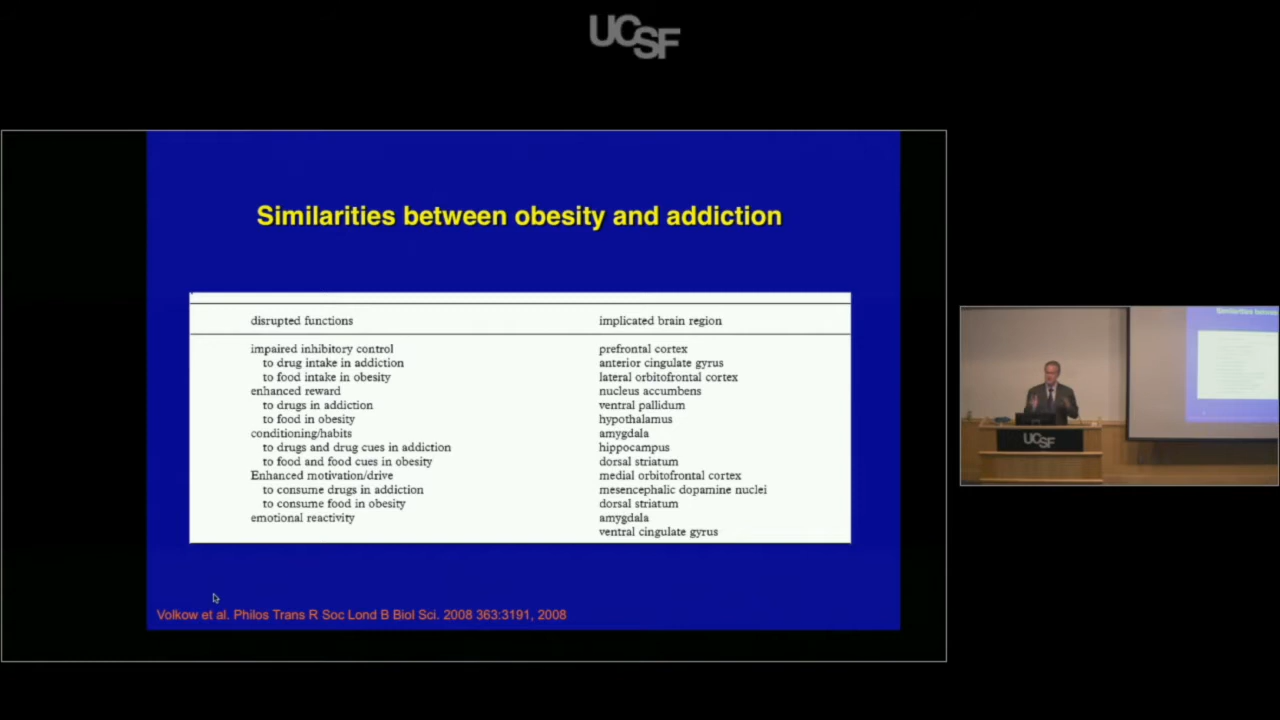 UCSF
Similarities between obesity and addiction
disrupted functions implicated brain region
impaired inhibitory control prefrontal cortex
to drug intake in addiction anterior cingulate gyrus
to food intake in obesity lateral orbitofrontal cortex
enhanced reward nucleus accumbens
to drugs in addiction ventral pallidum
to food in obesity hypothalamus
conditioning/habits amygdala
to drugs and drug cues in addiction hippocampus
to food and food cues in obesity dorsal striatum
Enhanced motivation/drive medial orbitofrontal cortex
to consume drugs in addiction mesencephalic dopamine nuclei
to consume food in obesity dorsal striatum
emotional reactivity amygdala
ventral cingulate gyrus
Volkow et al. Philos Trans R Soc Lond B Biol Sci. 2008 363:3191, 2008
Similarities between
UCSF